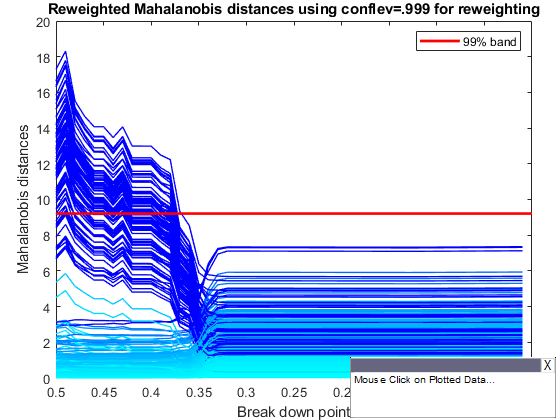 Reweighted Mahalanobis distances using conflev=.999 for reweighting
99% band
Mahalanobis distances
20
18
16
14
12
10
8
6
4
2
0
0.5
0.45
0.4
0.35
0.3
0.25
Break down point
X
Mouse Click on Plotted Data...